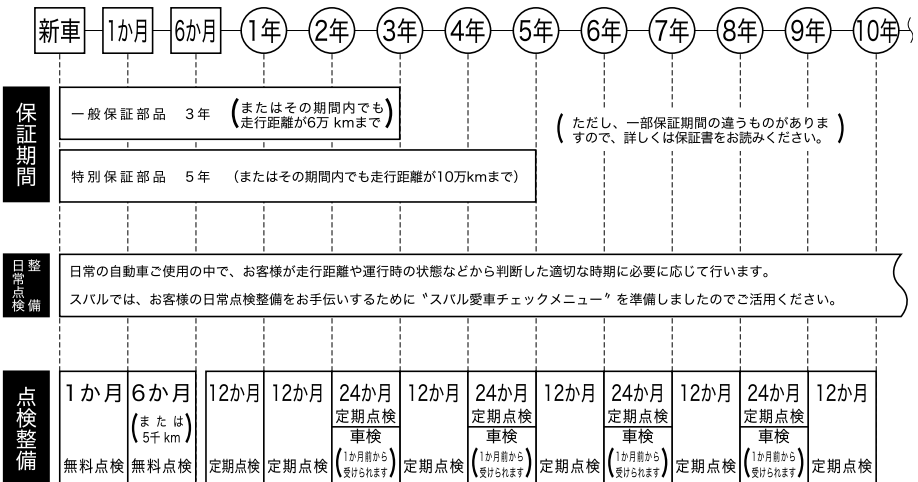 新車 1か月 6か月 1年 2年 3年 4年 5年 6年 7年 8年 9年 10年
保証期間
一般保証部品 3年 (またはその期間内でも
走行距離が6万kmまで)
(ただし、一部保証期間の違うものがありま
すので、詳しくは保証書をお読みください。)
特別保証部品 5年 (またはその期間内でも走行距離が10万kmまで)
日常点検整備
日常の自動車ご使用の中で、お客様が走行距離や運行時の状態などから判断した適切な時期に必要に応じて行います。
スバルでは、お客様の日常点検整備をお手伝いするために〝スバル愛車チェックメニュー〟を準備しましたのでご活用ください。
点検整備
1か月 6か月 12か月 12か月 24か月 12か月 24か月 12か月 24か月 12か月 24か月 12か月
(または
5千km)
定期点検 定期点検 定期点検 定期点検
車検 車検 車検 車検
(1か月前から
受けられます) (1か月前から
受けられます) (1か月前から
受けられます) (1か月前から
受けられます)
無料点検 無料点検 定期点検 定期点検 定期点検 定期点検 定期点検 定期点検